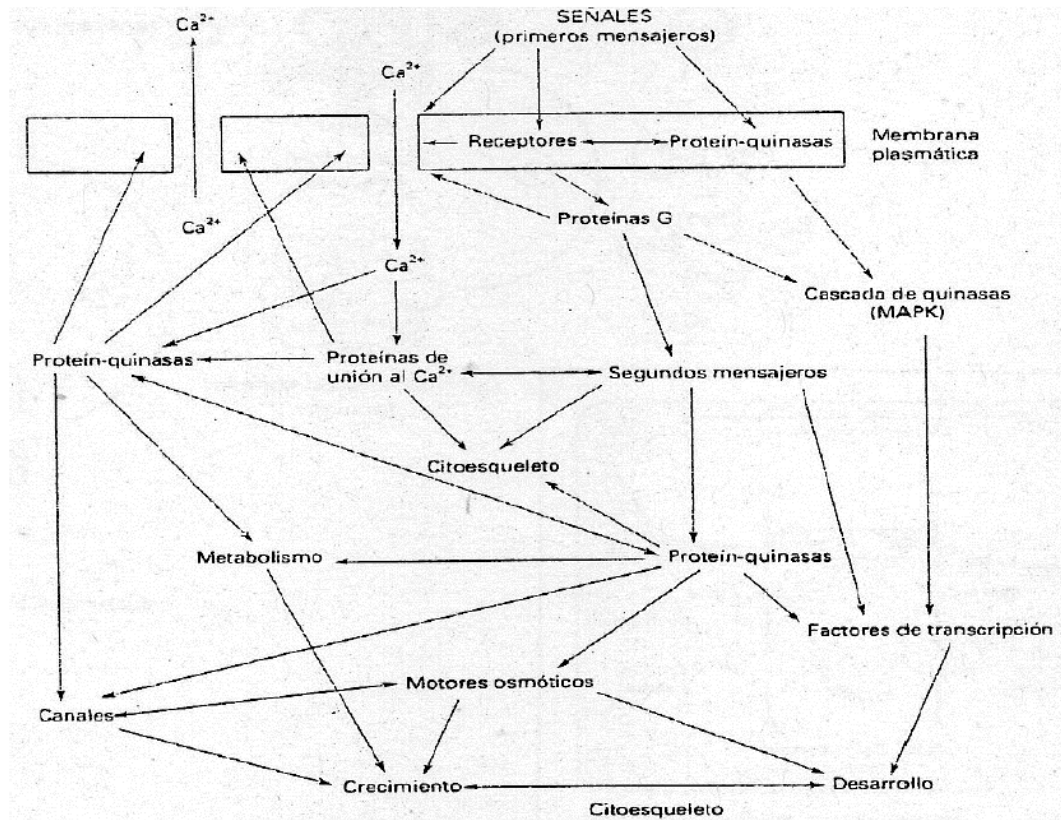 SEÑALES
(primeros mensajeros)
Ca²⁺
Ca²⁺
Receptores
Protein-quinasas
Membrana
plasmática
Ca²⁺
Proteínas G
Ca²⁺
Cascada de quinasas
(MAPK)
Protein-quinasas
Proteínas de
unión al Ca²⁺
Segundos mensajeros
Citoesqueleto
Metabolismo
Protein-quinasas
Factores de transcripción
Motores osmóticos
Canales
Crecimiento
Desarrollo
Citoesqueleto